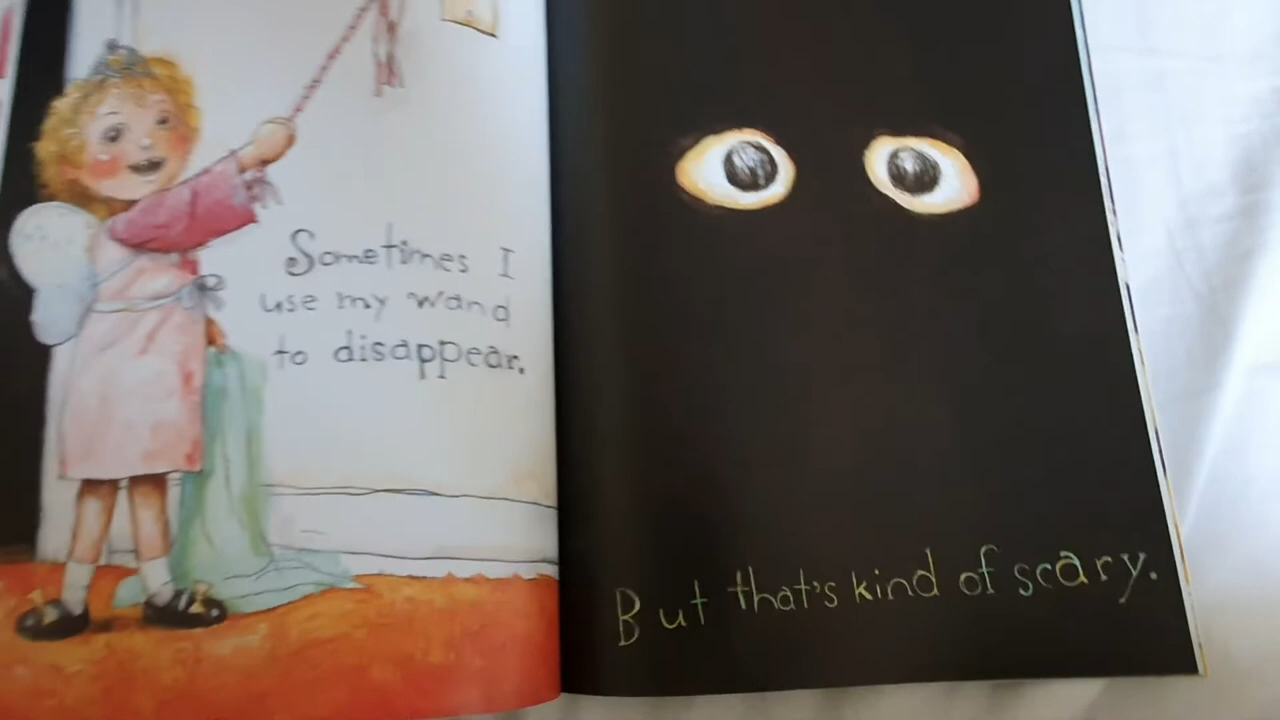 Sometimes I
use my wand
to disappear.
But that's kind of scary.